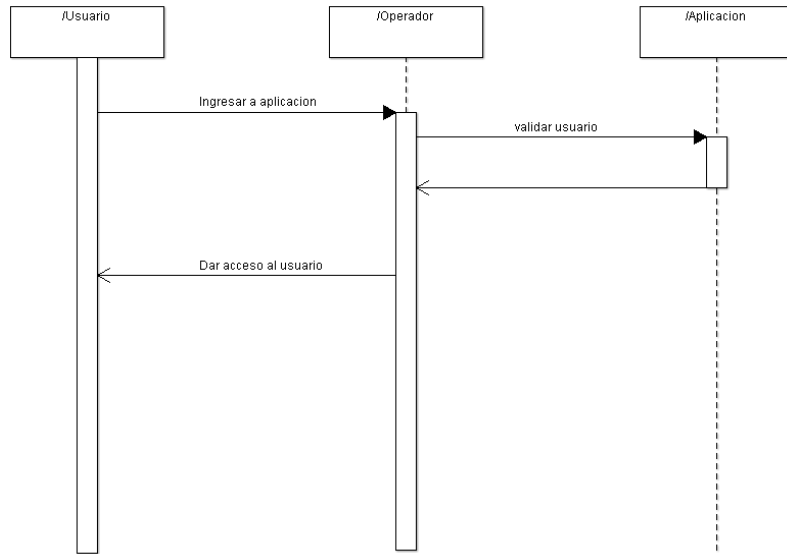 /Usuario
/Operador
/Aplicacion
Ingresar a aplicacion
validar usuario
Dar acceso al usuario